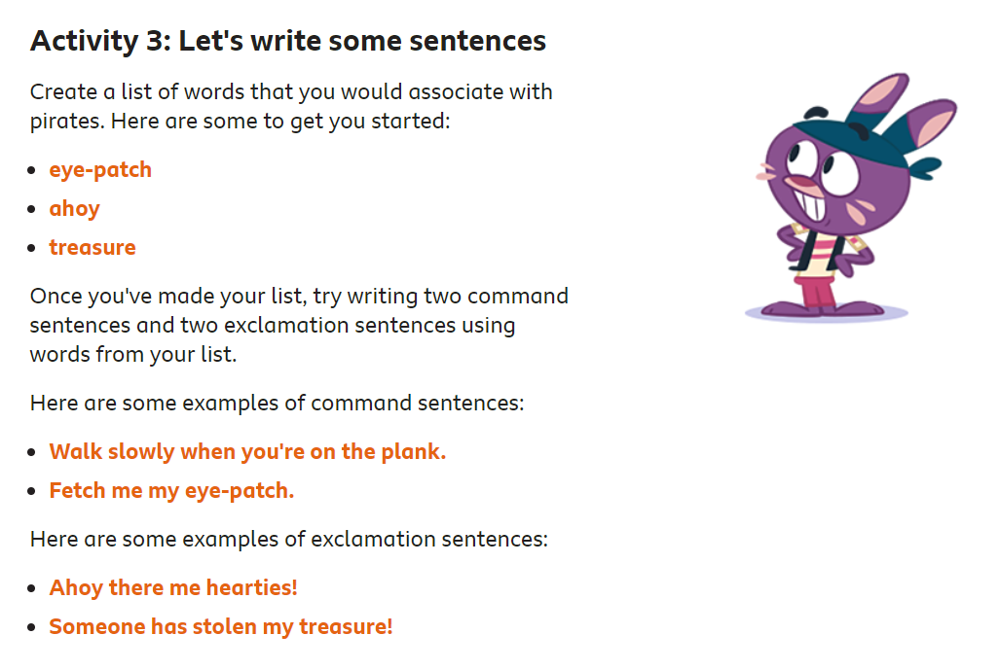 Activity 3: Let's write some sentences
Create a list of words that you would associate with
pirates. Here are some to get you started:
eye-patch
ahoy
treasure
Once you've made your list, try writing two command
sentences and two exclamation sentences using
words from your list.
Here are some examples of command sentences:
Walk slowly when you're on the plank.
Fetch me my eye-patch.
Here are some examples of exclamation sentences:
Ahoy there me hearties!
Someone has stolen my treasure!